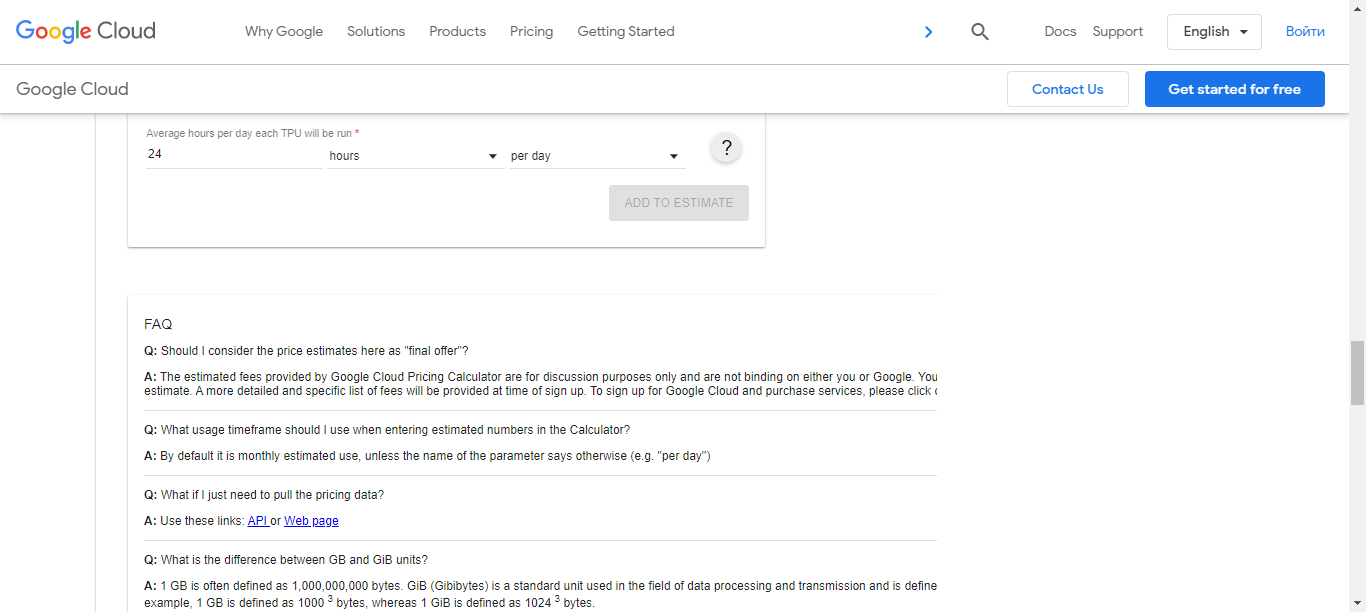 Google Cloud Why Google Solutions Products Pricing Getting Started Docs Support English Войти
Google Cloud Contact Us Get started for free
Average hours per day each TPU will be run *
24 hours per day ?
ADD TO ESTIMATE
FAQ
Q: Should I consider the price estimates here as "final offer"?
A: The estimated fees provided by Google Cloud Pricing Calculator are for discussion purposes only and are not binding on either you or Google. You
estimate. A more detailed and specific list of fees will be provided at time of sign up. To sign up for Google Cloud and purchase services, please click
Q: What usage timeframe should I use when entering estimated numbers in the Calculator?
A: By default it is monthly estimated use, unless the name of the parameter says otherwise (e.g. "per day")
Q: What if I just need to pull the pricing data?
A: Use these links: API or Web page
Q: What is the difference between GB and GiB units?
A: 1 GB is often defined as 1,000,000,000 bytes. GiB (Gibibytes) is a standard unit used in the field of data processing and transmission and is define
example, 1 GB is defined as 1000 3 bytes, whereas 1 GiB is defined as 1024 3 bytes.